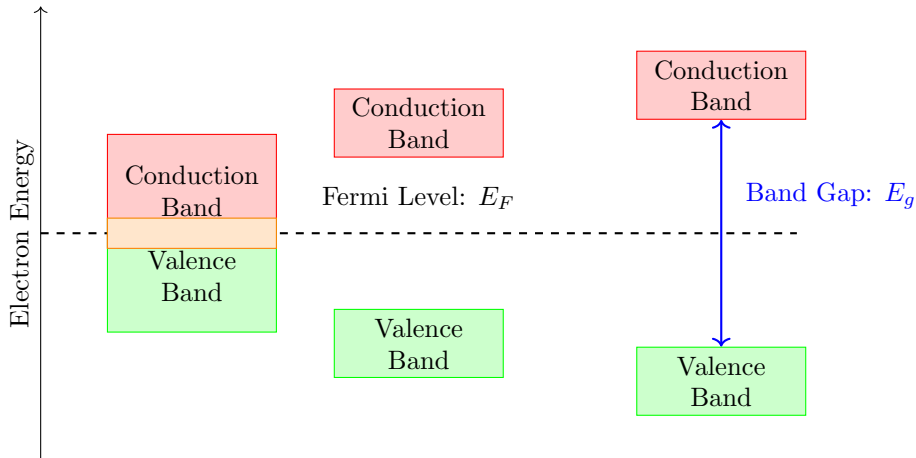 Electron Energy
Conduction
Band
Valence
Band
Conduction
Band
Fermi Level: E_F
Valence
Band
Conduction
Band
Band Gap: E_g
Valence
Band